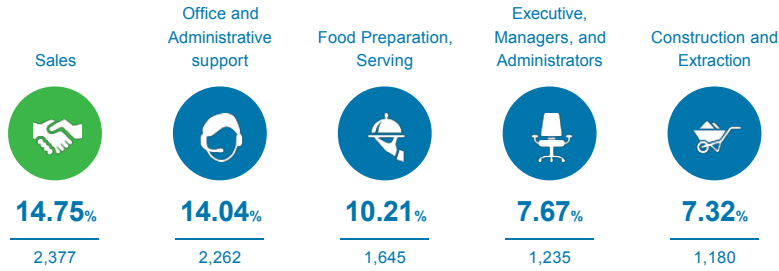 Sales
14.75%
2,377
Office and
Administrative
support
14.04%
2,262
Food Preparation,
Serving
10.21%
1,645
Executive,
Managers, and
Administrators
7.67%
1,235
Construction and
Extraction
7.32%
1,180